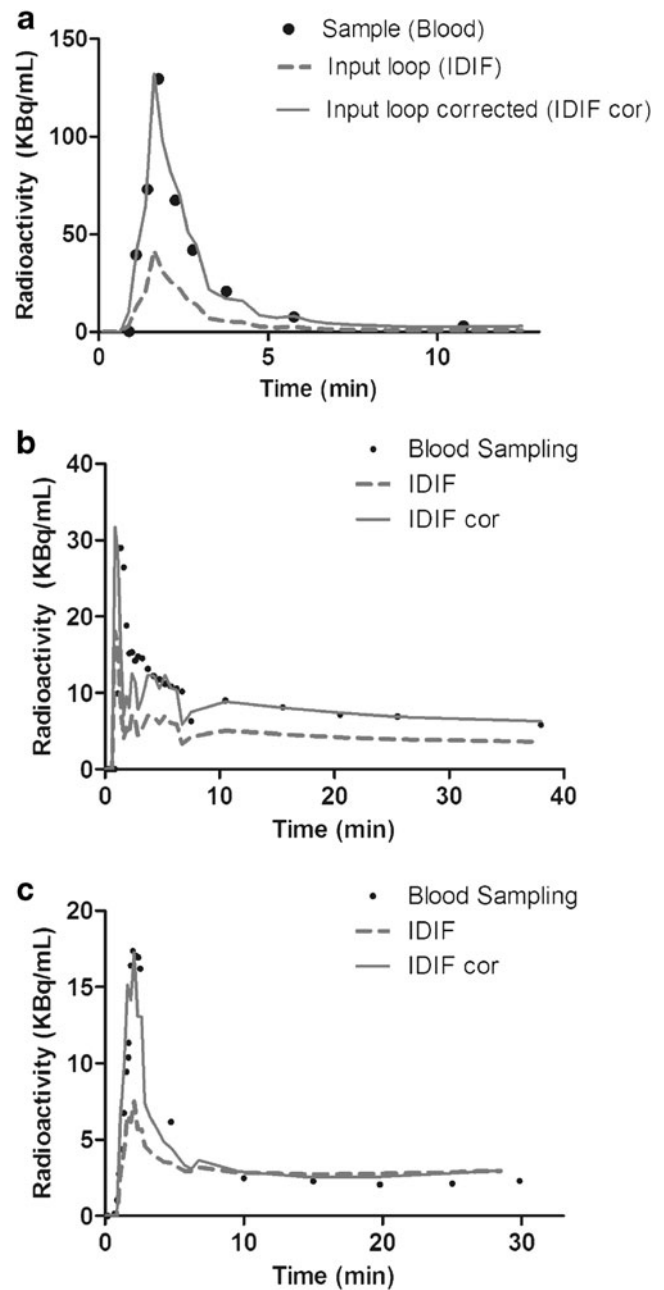 a
Sample (Blood)
Input loop (IDIF)
Input loop corrected (IDIF cor)
Radioactivity (KBq/mL)
150
100
50
0
0 5 10
Time (min)
b
Blood Sampling
IDIF
IDIF cor
Radioactivity (KBq/mL)
40
30
20
10
0
0 10 20 30 40
Time (min)
c
Blood Sampling
IDIF
IDIF cor
Radioactivity (KBq/mL)
20
15
10
5
0
0 10 20 30
Time (min)